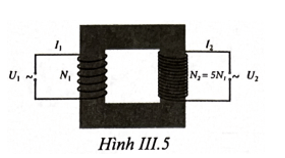 I₁ I₂
U₁ ~ N₁ N₂ = 5N₁ ~ U₂
Hình III.5